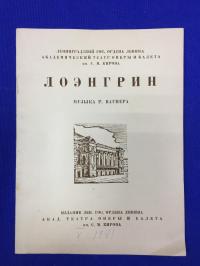 ЛЕНИНГРАДСКИЙ ГОС. ОРДЕНА ЛЕНИНА
АКАДЕМИЧЕСКИЙ ТЕАТР ОПЕРЫ И БАЛЕТА
им. С. М. КИРОВА
ЛОЭНГРИН
МУЗЫКА Р. ВАГНЕРА
ИЗДАНИЕ ЛЕН. ГОС. ОРДЕНА ЛЕНИНА
АКАД. ТЕАТРА ОПЕРЫ И БАЛЕТА
им. С. М. КИРОВА